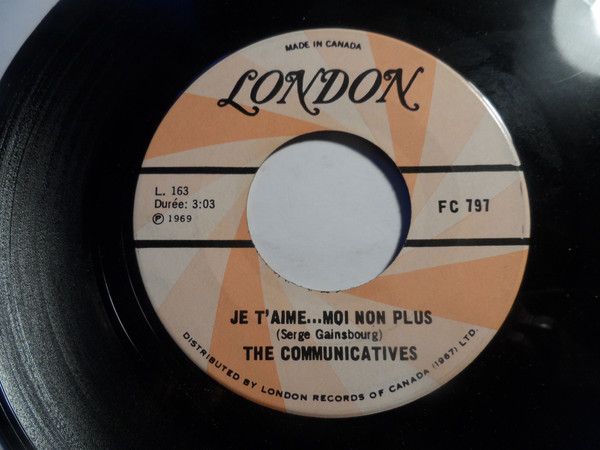 MADE IN CANADA
LONDON
L. 163
Durée: 3:03
℗ 1969
FC 797
JE T'AIME...MOI NON PLUS
(Serge Gainsbourg)
THE COMMUNICATIVES
DISTRIBUTED BY LONDON RECORDS OF CANADA (1967) LTD.